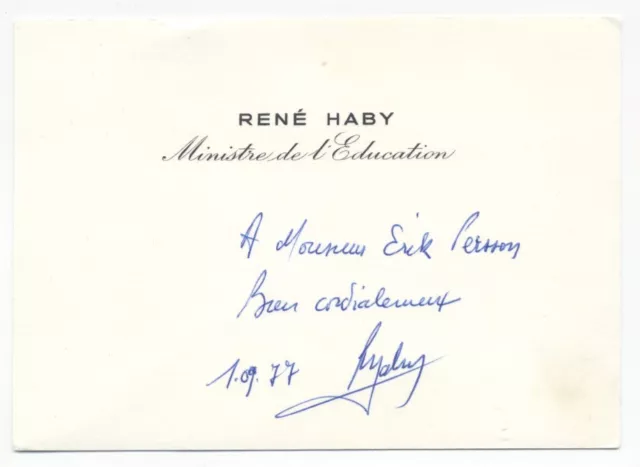 RENÉ HABY
Ministre de l'Education
A Monsieur Erik Persson
Bien cordialement
1.09.77